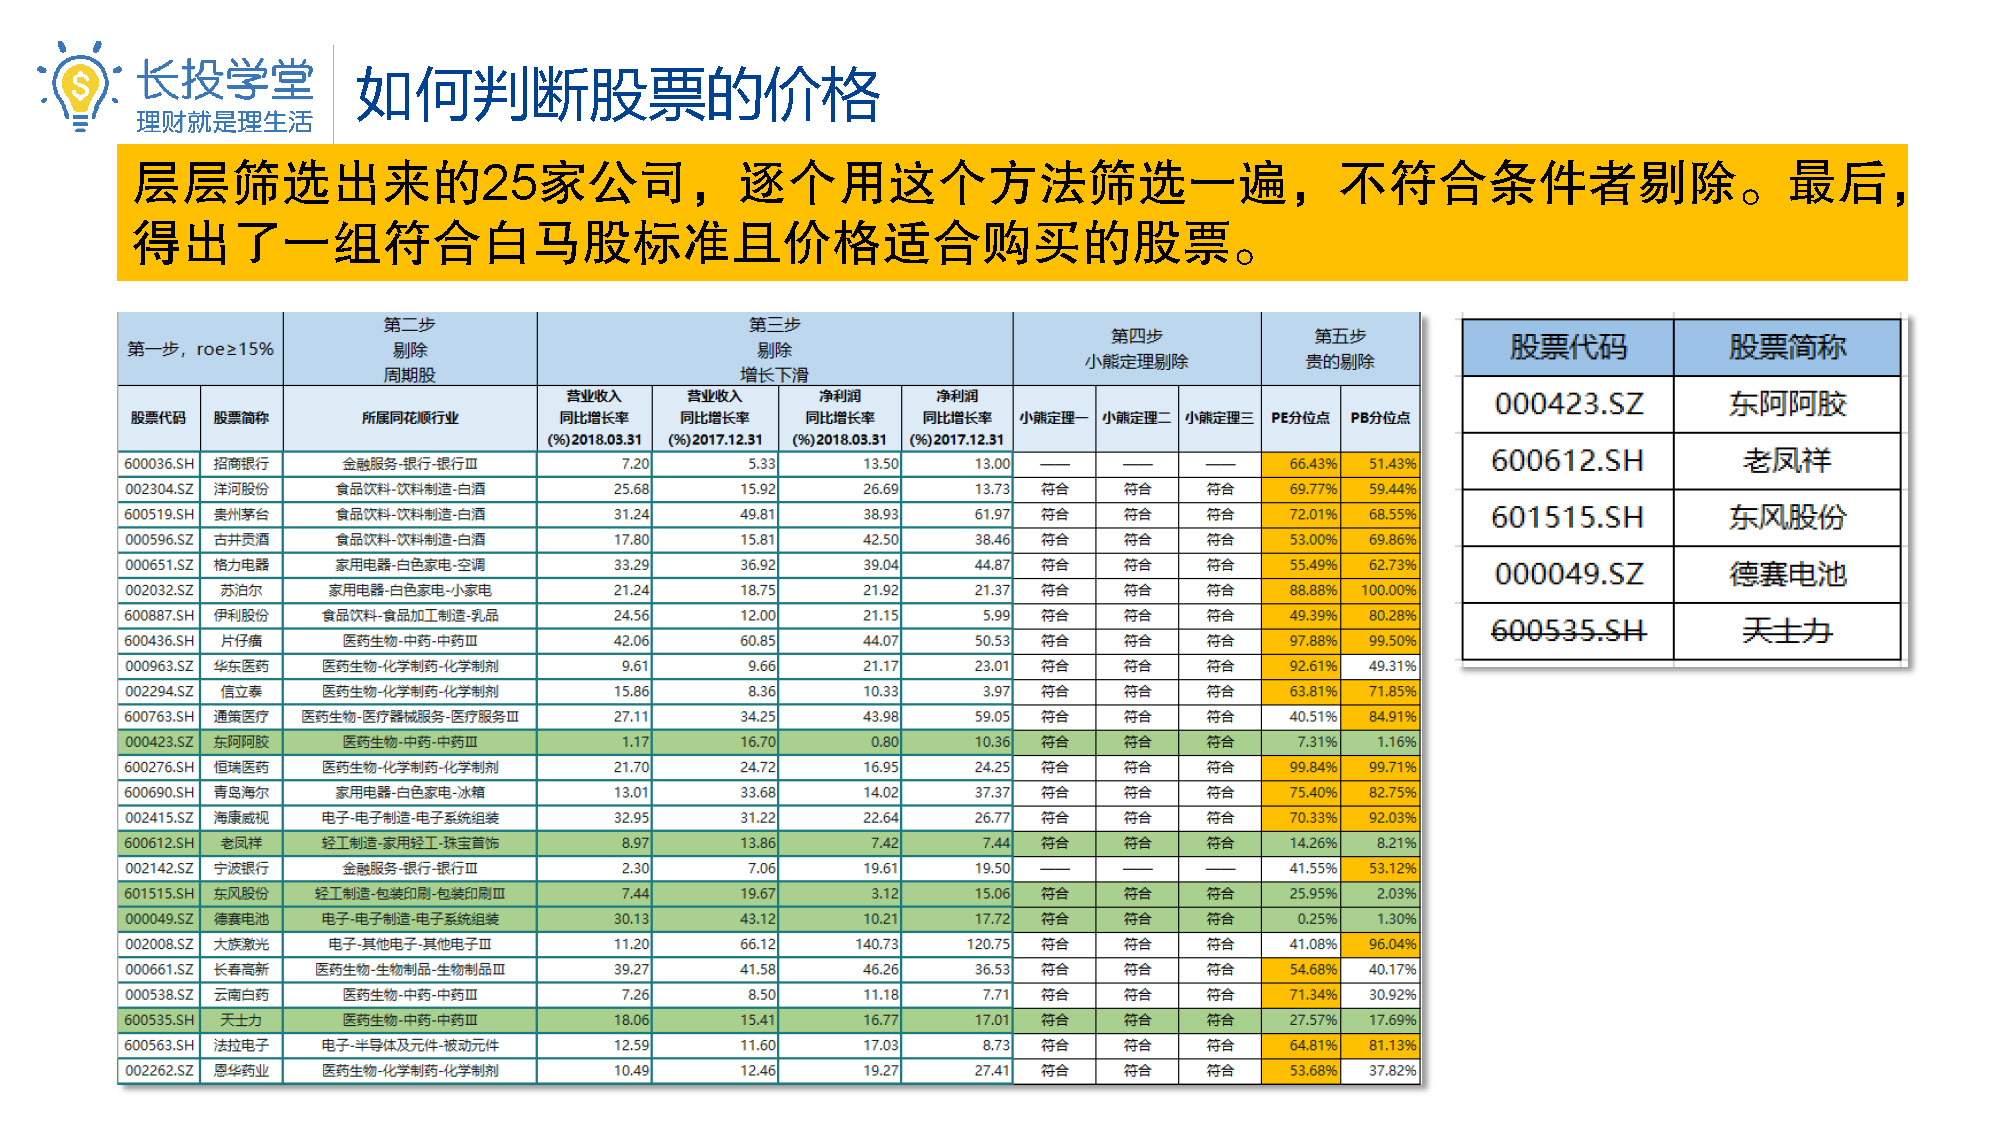 长投学堂
理财就是理生活
如何判断股票的价格
层层筛选出来的25家公司，逐个用这个方法筛选一遍，不符合条件者剔除。最后，
得出了一组符合白马股标准且价格适合购买的股票。
第一步，roe≥15%
第二步
剔除
周期股
第三步
剔除
增长下滑
第四步
小熊定理剔除
第五步
贵的剔除
股票代码 股票简称 所属同花顺行业 营业收入 同比增长率 (%)2018.03.31 营业收入 同比增长率 (%)2017.12.31 净利润 同比增长率 (%)2018.03.31 净利润 同比增长率 (%)2017.12.31 小熊定理一 小熊定理二 小熊定理三 PE分位点 PB分位点
600036.SH 招商银行 金融服务-银行-银行Ⅲ 7.20 5.33 13.50 13.00 —— —— —— 66.43% 51.43%
002304.SZ 洋河股份 食品饮料-饮料制造-白酒 25.68 15.92 26.69 13.73 符合 符合 符合 69.77% 59.44%
600519.SH 贵州茅台 食品饮料-饮料制造-白酒 31.24 49.81 38.93 61.97 符合 符合 符合 72.01% 68.55%
000596.SZ 古井贡酒 食品饮料-饮料制造-白酒 17.80 15.81 42.50 38.46 符合 符合 符合 53.00% 69.86%
000651.SZ 格力电器 家用电器-白色家电-空调 33.29 36.92 39.04 44.87 符合 符合 符合 55.49% 62.73%
002032.SZ 苏泊尔 家用电器-白色家电-小家电 21.24 18.75 21.92 21.37 符合 符合 符合 88.88% 100.00%
600887.SH 伊利股份 食品饮料-食品加工制造-乳品 24.56 12.00 21.15 5.99 符合 符合 符合 49.39% 80.28%
600436.SH 片仔癀 医药生物-中药-中药Ⅲ 42.06 60.85 44.07 50.53 符合 符合 符合 97.88% 99.50%
000963.SZ 华东医药 医药生物-化学制药-化学制剂 9.61 9.66 21.17 23.01 符合 符合 符合 92.61% 49.31%
002294.SZ 信立泰 医药生物-化学制药-化学制剂 15.86 8.36 10.33 3.97 符合 符合 符合 63.81% 71.85%
600763.SH 通策医疗 医药生物-医疗器械服务-医疗服务Ⅲ 27.11 34.25 43.98 59.05 符合 符合 符合 40.51% 84.91%
000423.SZ 东阿阿胶 医药生物-中药-中药Ⅲ 1.17 16.70 0.80 10.36 符合 符合 符合 7.31% 1.16%
600276.SH 恒瑞医药 医药生物-化学制药-化学制剂 21.70 24.72 16.95 24.25 符合 符合 符合 99.84% 99.71%
600690.SH 青岛海尔 家用电器-白色家电-冰箱 13.01 33.68 14.02 37.37 符合 符合 符合 75.40% 82.75%
002415.SZ 海康威视 电子-电子制造-电子系统组装 32.95 31.22 22.64 26.77 符合 符合 符合 70.33% 92.03%
600612.SH 老凤祥 轻工制造-家用轻工-珠宝首饰 8.97 13.86 7.42 7.44 符合 符合 符合 14.26% 8.21%
002142.SZ 宁波银行 金融服务-银行-银行Ⅲ 2.30 7.06 19.61 19.50 —— —— —— 41.55% 53.12%
601515.SH 东风股份 轻工制造-包装印刷-包装印刷Ⅲ 7.44 19.67 3.12 15.06 符合 符合 符合 25.95% 2.03%
000049.SZ 德赛电池 电子-电子制造-电子系统组装 30.13 43.12 10.21 17.72 符合 符合 符合 0.25% 1.30%
002008.SZ 大族激光 电子-其他电子-其他电子Ⅲ 11.20 66.12 140.73 120.75 符合 符合 符合 41.08% 96.04%
000661.SZ 长春高新 医药生物-生物制品-生物制品Ⅲ 39.27 41.58 46.26 36.53 符合 符合 符合 54.68% 40.17%
000538.SZ 云南白药 医药生物-中药-中药Ⅲ 7.26 8.50 11.18 7.71 符合 符合 符合 71.34% 30.92%
600535.SH 天士力 医药生物-中药-中药Ⅲ 18.06 15.41 16.77 17.01 符合 符合 符合 27.57% 17.69%
600563.SH 法拉电子 电子-半导体及元件-被动元件 12.59 11.60 17.03 8.73 符合 符合 符合 64.81% 81.13%
002262.SZ 恩华药业 医药生物-化学制药-化学制剂 10.49 12.46 19.27 27.41 符合 符合 符合 53.68% 37.82%
股票代码 股票简称
000423.SZ 东阿阿胶
600612.SH 老凤祥
601515.SH 东风股份
000049.SZ 德赛电池
600535.SH 天士力